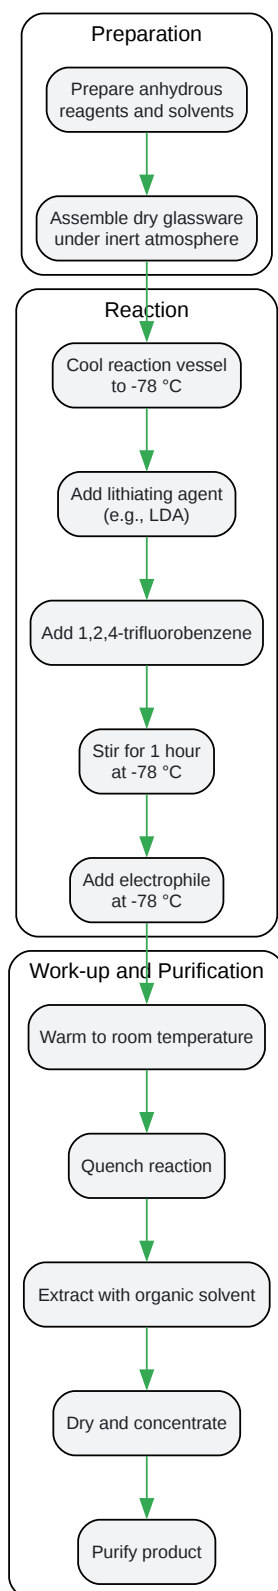 Preparation
Prepare anhydrous
reagents and solvents
Assemble dry glassware
under inert atmosphere
Reaction
Cool reaction vessel
to -78 °C
Add lithiating agent
(e.g., LDA)
Add 1,2,4-trifluorobenzene
Stir for 1 hour
at -78 °C
Add electrophile
at -78 °C
Work-up and Purification
Warm to room temperature
Quench reaction
Extract with organic solvent
Dry and concentrate
Purify product